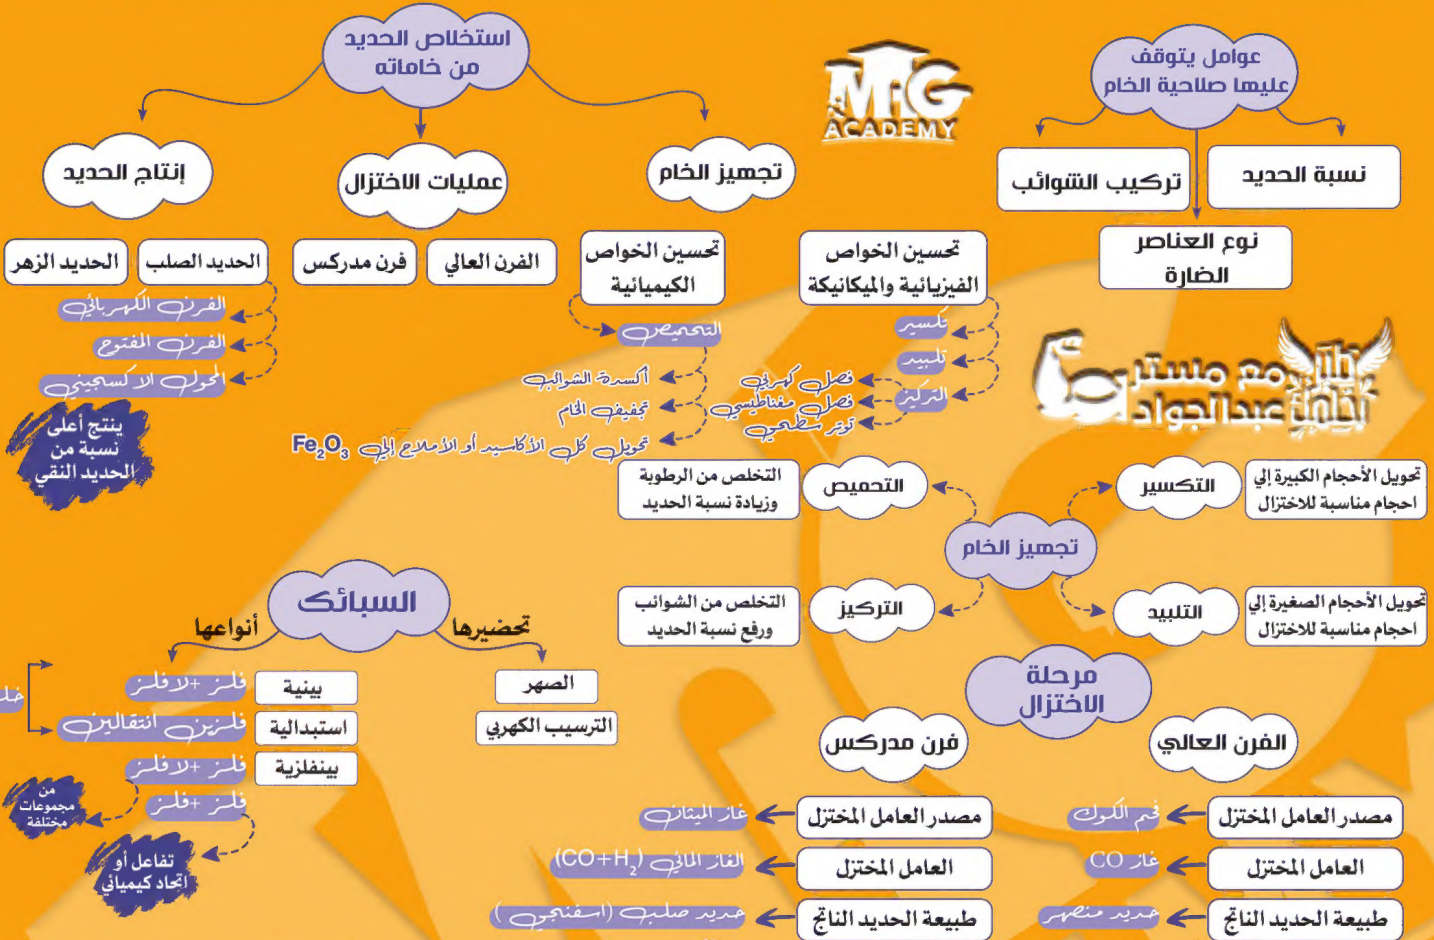 عوامل يتوقف
عليها صلاحية الخام
نسبة الحديد
تركيب الشوائب
نوع العناصر
الضارة
MG
ACADEMY
استخلاص الحديد
من خاماته
تجهيز الخام
عمليات الاختزال
إنتاج الحديد
تحسين الخواص
الفيزيائية والميكانيكة
تكسير
تلبيد
التركيز
فصل كهربي
فصل مغناطيسي
توتر سطحي
تحسين الخواص
الكيميائية
التحميص
أكسدة الشوائب
تجفيف الخام
تحويل كل الأكاسيد أو الأملاح إلي Fe₂O₃
الفرن العالي
فرن مدركس
الحديد الصلب
الحديد الزهر
الفرن الكهربائي
الفرن المفتوح
المحول الاكسجيني
ينتج أعلى
نسبة من
الحديد النقي
مع مستر
عبدالجواد
تجهيز الخام
التكسير
تحويل الأحجام الكبيرة إلي
احجام مناسبة للاختزال
التحميص
التخلص من الرطوبة
وزيادة نسبة الحديد
التلبيد
تحويل الأحجام الصغيرة إلي
احجام مناسبة للاختزال
التركيز
التخلص من الشوائب
ورفع نسبة الحديد
السبائك
تحضيرها
أنواعها
الصهر
الترسيب الكهربي
بينية
فلز + لا فلز
استبدالية
فلزين انتقالين
بينفلزية
فلز + لا فلز
فلز + فلز
من
مجموعات
مختلفة
تفاعل أو
اتحاد كيميائي
مرحلة
الاختزال
الفرن العالي
مصدر العامل المختزل
فحم الكوك
العامل المختزل
غاز CO
طبيعة الحديد الناتج
حديد منصهر
فرن مدركس
مصدر العامل المختزل
غاز الميثان
العامل المختزل
الغاز المائي (CO+H₂)
طبيعة الحديد الناتج
حديد صلب (اسفنجي)